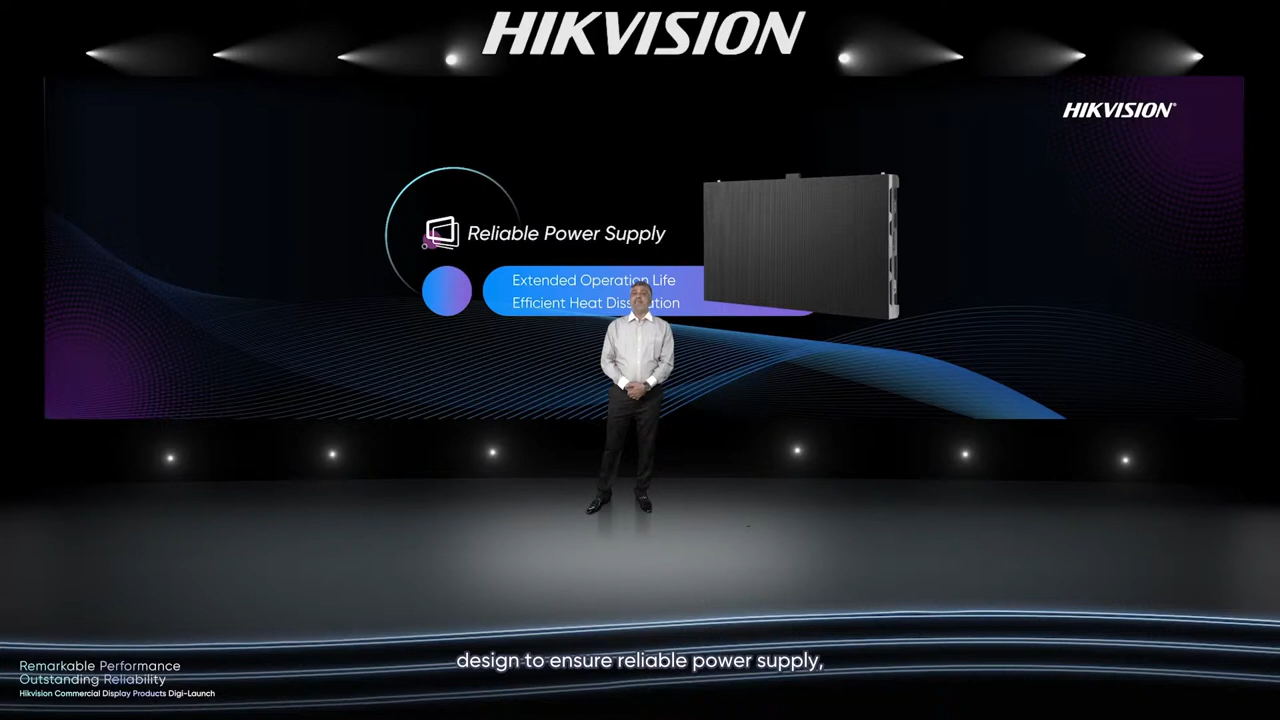 HIKVISION
HIKVISION®
Reliable Power Supply
Extended Operation Life
Efficient Heat Dissipation
design to ensure reliable power supply,
Remarkable Performance
Outstanding Reliability
Hikvision Commercial Display Products Digi-Launch